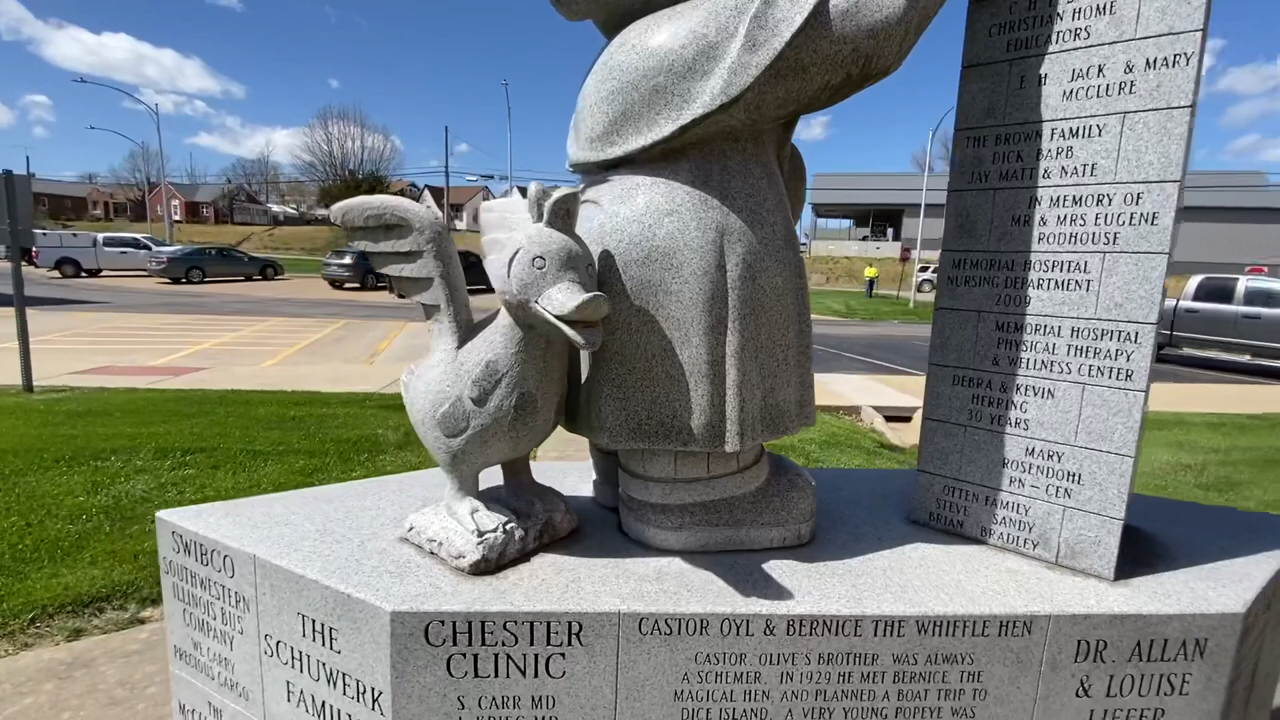 CHRISTIAN HOME
EDUCATORS
E H JACK & MARY
MCCLURE
THE BROWN FAMILY
DICK BARB
JAY MATT & NATE
IN MEMORY OF
MR & MRS EUGENE
RODHOUSE
MEMORIAL HOSPITAL
NURSING DEPARTMENT
2009
MEMORIAL HOSPITAL
PHYSICAL THERAPY
& WELLNESS CENTER
DEBRA & KEVIN
HERRING
30 YEARS
MARY
ROSENDOHL
RN-CEN
OTTEN FAMILY
STEVE SANDY
BRIAN BRADLEY
SWIBCO
SOUTHWESTERN
ILLINOIS BUS
COMPANY
WE CARRY
PRECIOUS CARGO
THE
THE
SCHUWERK
FAMILY
CHESTER
CLINIC
S. CARR MD
CASTOR OYL & BERNICE THE WHIFFLE HEN
CASTOR, OLIVE'S BROTHER, WAS ALWAYS
A SCHEMER. IN 1929 HE MET BERNICE, THE
MAGICAL HEN, AND PLANNED A BOAT TRIP TO
DICE ISLAND. A VERY YOUNG POPEYE WAS
DR. ALLAN
& LOUISE
LIEFER